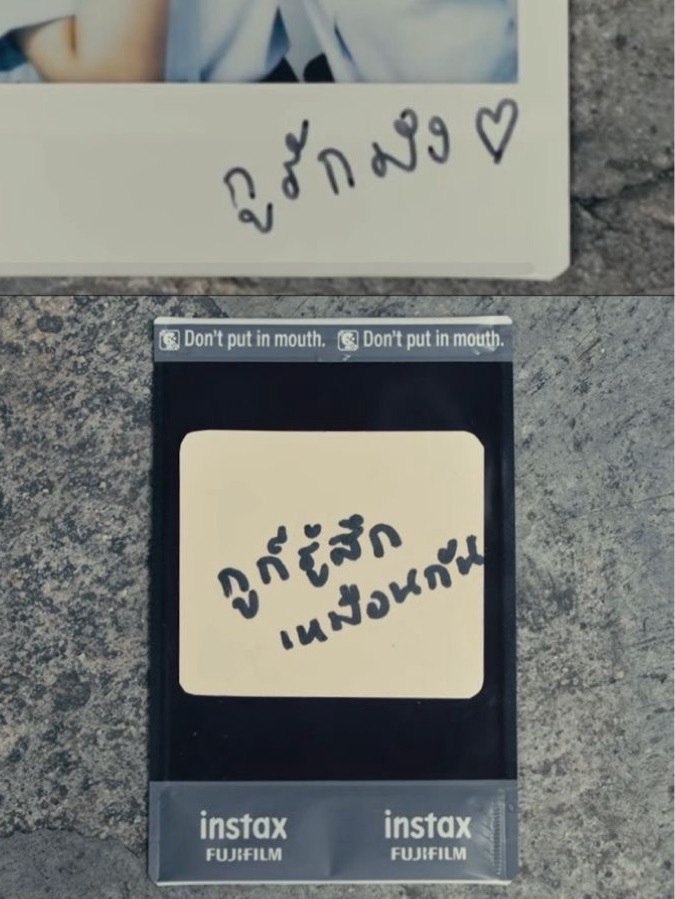 กูรักมึง♡
Don't put in mouth. Don't put in mouth.
กูก็รู้สึก
เหมือนกัน
instax instax
FUJIFILM FUJIFILM